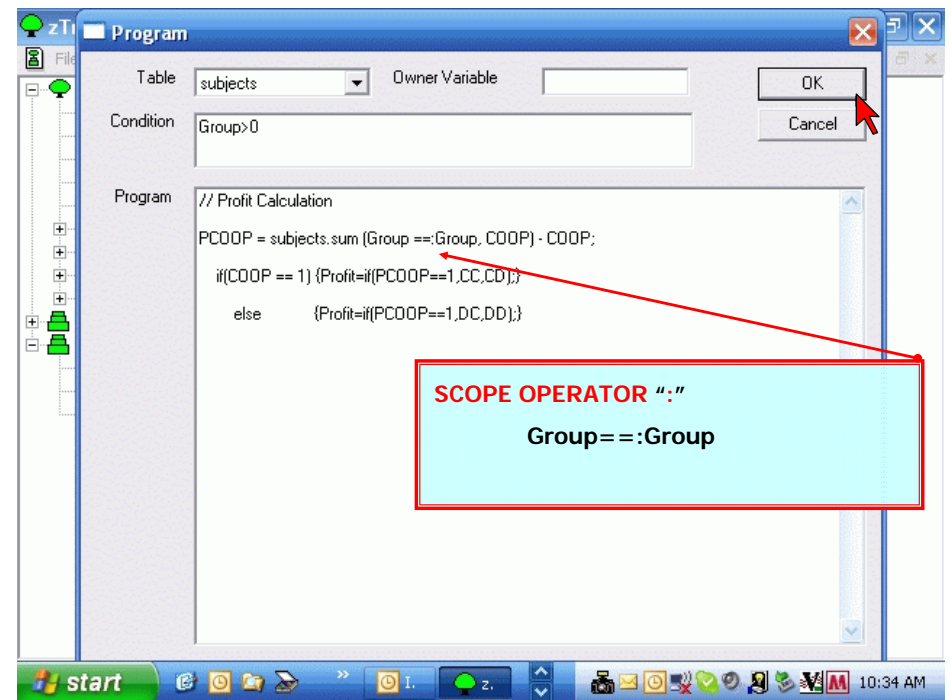 zTr
Program
File
Table
subjects
Owner Variable
OK
Condition
Group>0
Cancel
Program
// Profit Calculation
PCOOP = subjects.sum (Group ==:Group, COOP) - COOP;
if(COOP == 1) {Profit=if(PCOOP==1,CC,CD);}
else {Profit=if(PCOOP==1,DC,DD);}
SCOPE OPERATOR “:”
Group==:Group
start
I.
z.
10:34 AM